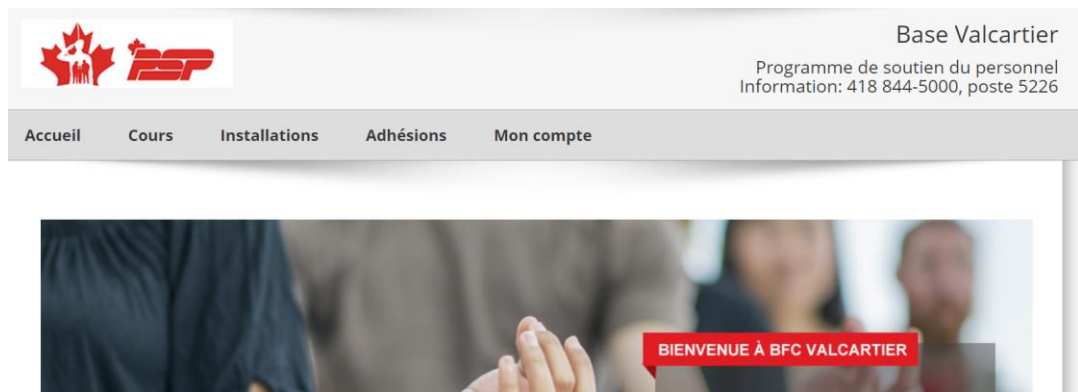 PSP
Base Valcartier
Programme de soutien du personnel
Information: 418 844-5000, poste 5226
Accueil Cours Installations Adhésions Mon compte
BIENVENUE À BFC VALCARTIER